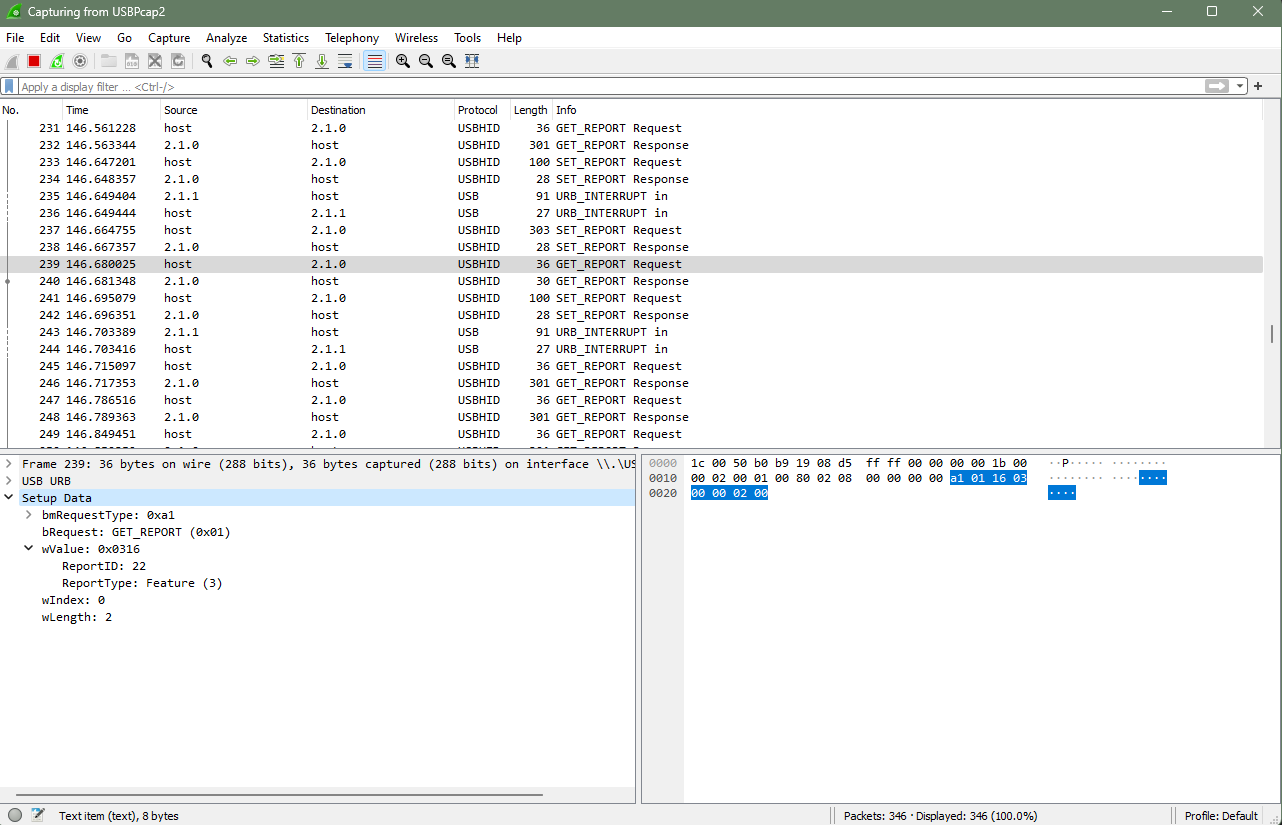 Capturing from USBPcap2
File Edit View Go Capture Analyze Statistics Telephony Wireless Tools Help
Apply a display filter ... <Ctrl-/>
No. Time Source Destination Protocol Length Info
231 146.561228 host 2.1.0 USBHID 36 GET_REPORT Request
232 146.563344 2.1.0 host USBHID 301 GET_REPORT Response
233 146.647201 host 2.1.0 USBHID 100 SET_REPORT Request
234 146.648357 2.1.0 host USBHID 28 SET_REPORT Response
235 146.649404 2.1.1 host USB 91 URB_INTERRUPT in
236 146.649444 host 2.1.1 USB 27 URB_INTERRUPT in
237 146.664755 host 2.1.0 USBHID 303 SET_REPORT Request
238 146.667357 2.1.0 host USBHID 28 SET_REPORT Response
239 146.680025 host 2.1.0 USBHID 36 GET_REPORT Request
240 146.681348 2.1.0 host USBHID 30 GET_REPORT Response
241 146.695079 host 2.1.0 USBHID 100 SET_REPORT Request
242 146.696351 2.1.0 host USBHID 28 SET_REPORT Response
243 146.703389 2.1.1 host USB 91 URB_INTERRUPT in
244 146.703416 host 2.1.1 USB 27 URB_INTERRUPT in
245 146.715097 host 2.1.0 USBHID 36 GET_REPORT Request
246 146.717353 2.1.0 host USBHID 301 GET_REPORT Response
247 146.786516 host 2.1.0 USBHID 36 GET_REPORT Request
248 146.789363 2.1.0 host USBHID 301 GET_REPORT Response
249 146.849451 host 2.1.0 USBHID 36 GET_REPORT Request
Frame 239: 36 bytes on wire (288 bits), 36 bytes captured (288 bits) on interface \\.\US
USB URB
Setup Data
bmRequestType: 0xa1
bRequest: GET_REPORT (0x01)
wValue: 0x0316
ReportID: 22
ReportType: Feature (3)
wIndex: 0
wLength: 2
0000 1c 00 50 b0 b9 19 08 d5 ff ff 00 00 00 00 1b 00 ··P····· ········
0010 00 02 00 01 00 80 02 08 00 00 00 00 a1 01 16 03 ········ ········
0020 00 00 02 00 ····
Text item (text), 8 bytes
Packets: 346 · Displayed: 346 (100.0%)
Profile: Default